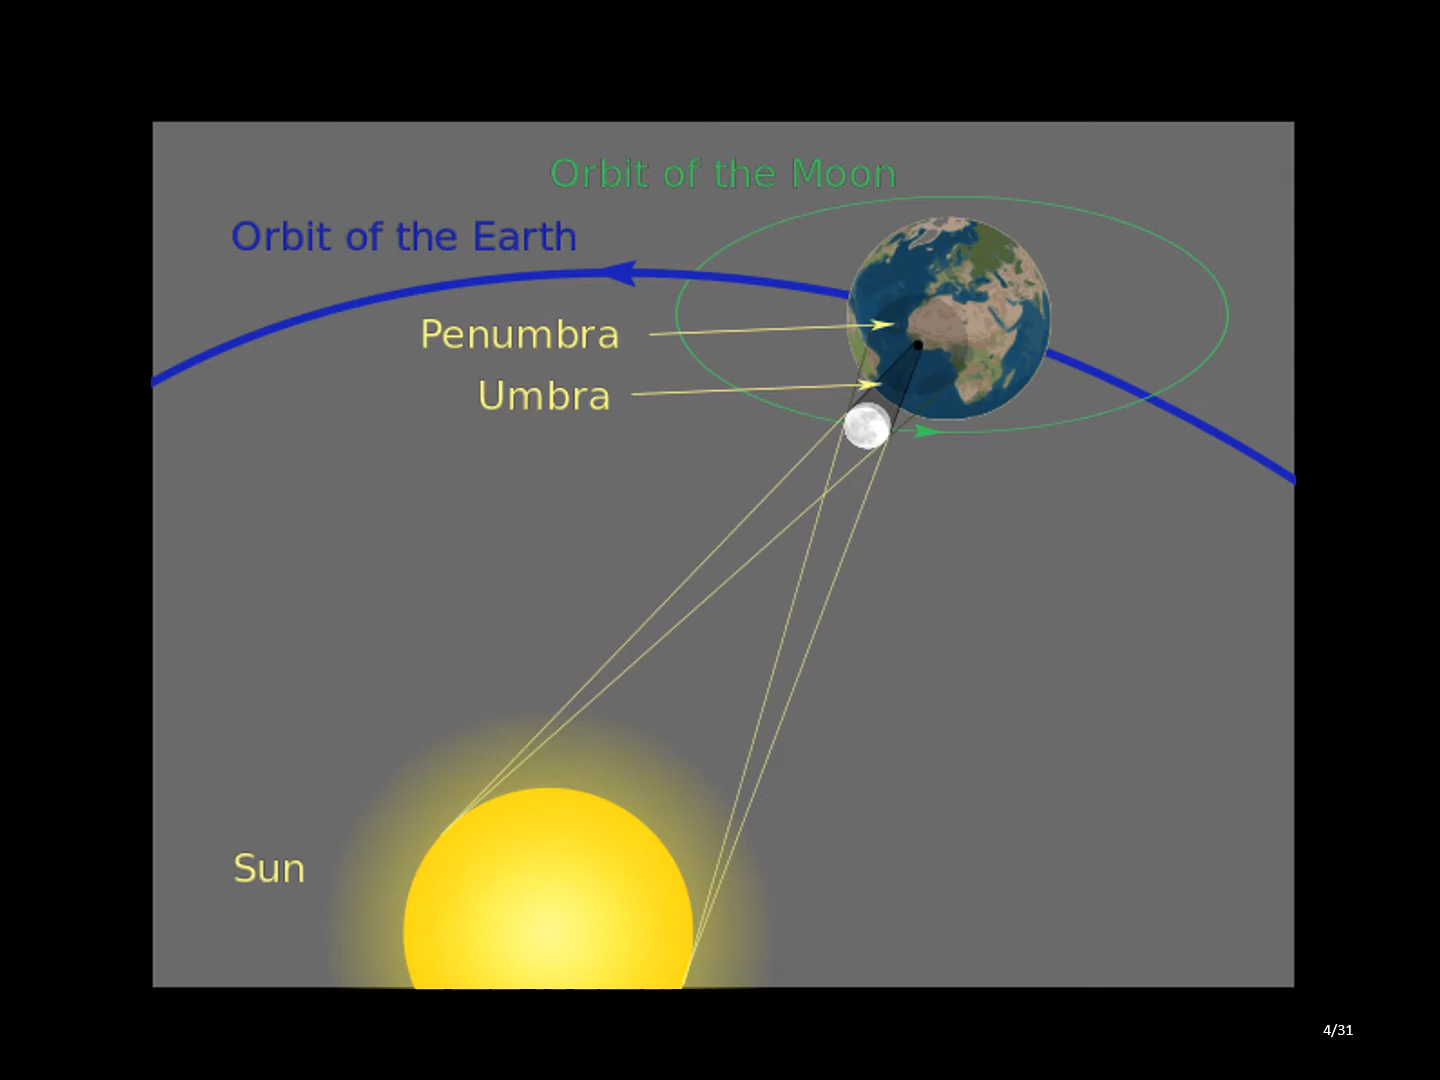 Orbit of the Moon
Orbit of the Earth
Penumbra
Umbra
Sun
4/31